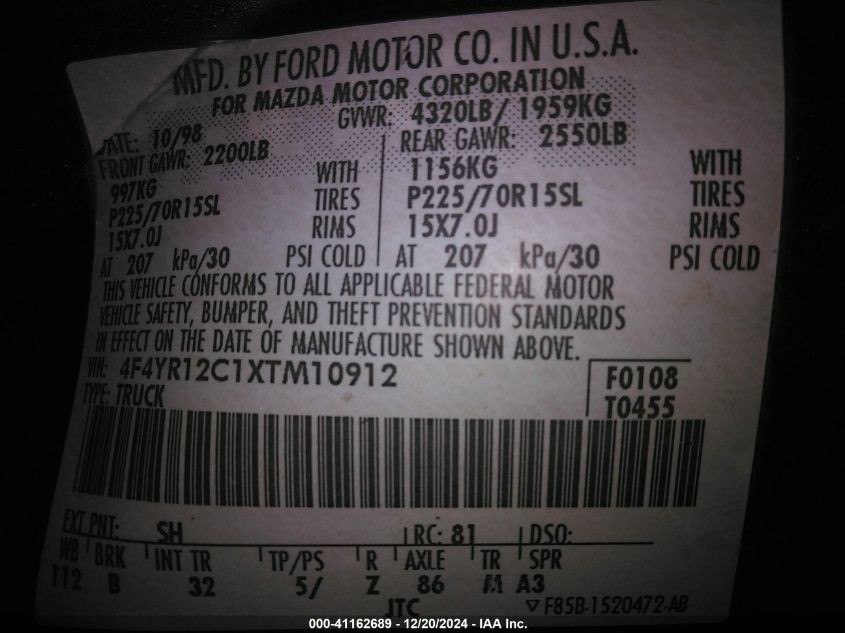 MFD. BY FORD MOTOR CO. IN U.S.A.
FOR MAZDA MOTOR CORPORATION
DATE: 10/98 GVWR: 4320LB/ 1959KG
FRONT GAWR: 2200LB REAR GAWR: 2550LB
997KG WITH 1156KG WITH
P225/70R15SL TIRES P225/70R15SL TIRES
15X7.0J RIMS 15X7.0J RIMS
AT 207 kPa/30 PSI COLD AT 207 kPa/30 PSI COLD
THIS VEHICLE CONFORMS TO ALL APPLICABLE FEDERAL MOTOR
VEHICLE SAFETY, BUMPER, AND THEFT PREVENTION STANDARDS
IN EFFECT ON THE DATE OF MANUFACTURE SHOWN ABOVE.
VIN: 4F4YR12C1XTM10912 F0108
TYPE: TRUCK T0455
EXT PNT: SH RC: 81 DSO:
WB BRK INT TR TP/PS R AXLE TR SPR
112 B 32 5/ Z 86 M A3
JTC ▽ F85B-1520472-AB
000-41162689 - 12/20/2024 - IAA Inc.